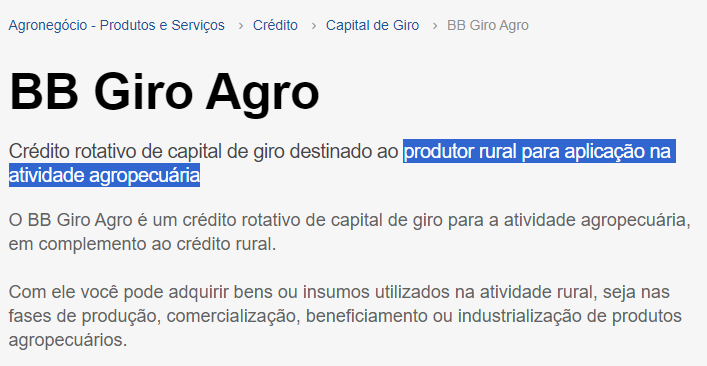 Agronegócio - Produtos e Serviços > Crédito > Capital de Giro > BB Giro Agro
BB Giro Agro
Crédito rotativo de capital de giro destinado ao produtor rural para aplicação na
atividade agropecuária
O BB Giro Agro é um crédito rotativo de capital de giro para a atividade agropecuária,
em complemento ao crédito rural.
Com ele você pode adquirir bens ou insumos utilizados na atividade rural, seja nas
fases de produção, comercialização, beneficiamento ou industrialização de produtos
agropecuários.